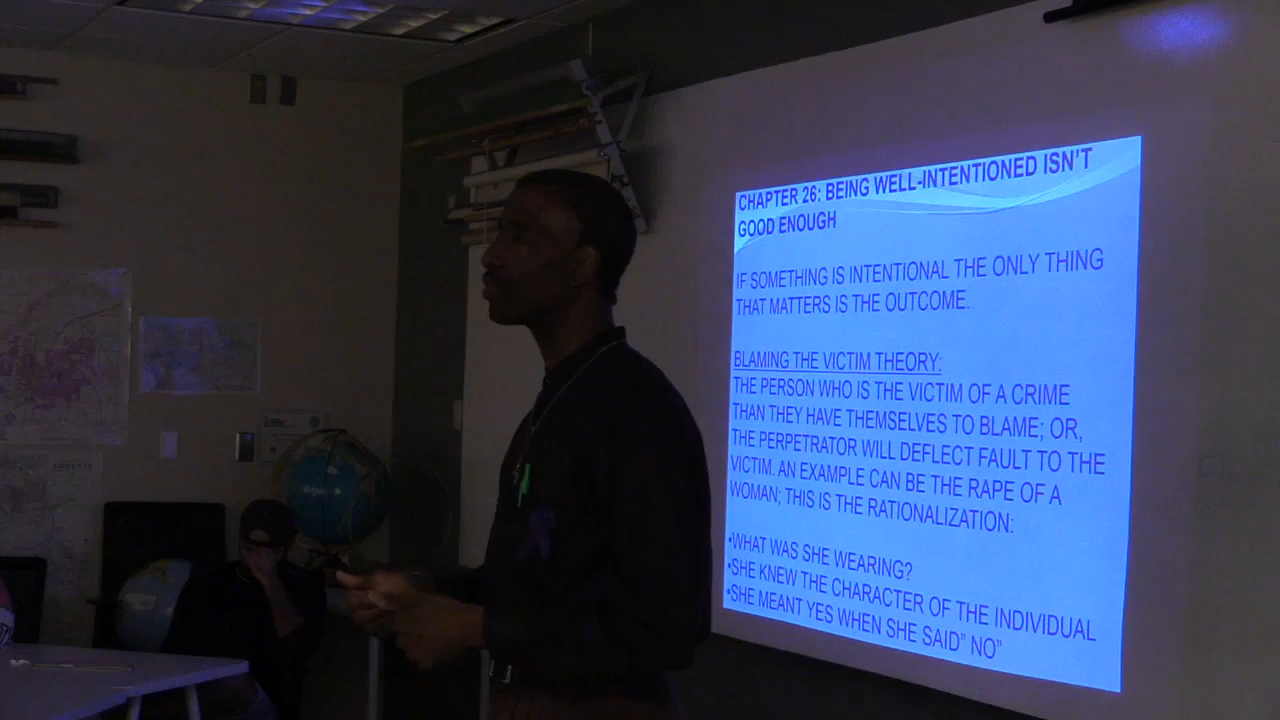 CHAPTER 26: BEING WELL-INTENTIONED ISN'T
GOOD ENOUGH
IF SOMETHING IS INTENTIONAL THE ONLY THING
THAT MATTERS IS THE OUTCOME.
BLAMING THE VICTIM THEORY:
THE PERSON WHO IS THE VICTIM OF A CRIME
THAN THEY HAVE THEMSELVES TO BLAME; OR,
THE PERPETRATOR WILL DEFLECT FAULT TO THE
VICTIM. AN EXAMPLE CAN BE THE RAPE OF A
WOMAN; THIS IS THE RATIONALIZATION:
•WHAT WAS SHE WEARING?
•SHE KNEW THE CHARACTER OF THE INDIVIDUAL
•SHE MEANT YES WHEN SHE SAID" NO"